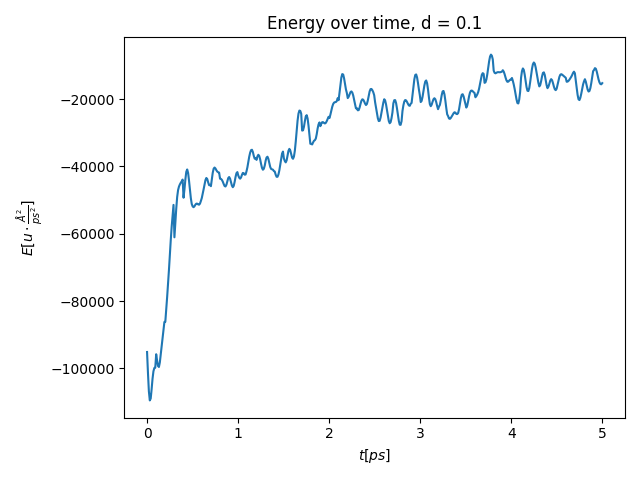 Energy over time, d = 0.1
−20000
−40000
−60000
−80000
−100000
E[u · Å²/ps²]
0 1 2 3 4 5
t[ps]